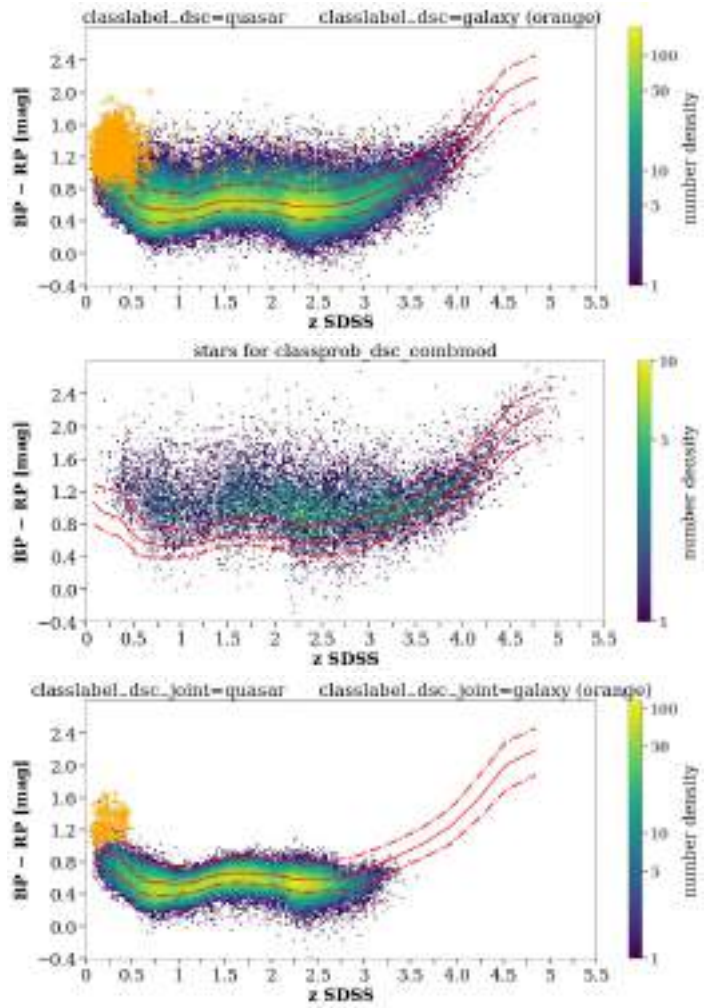 classlabel_dsc=quasar classlabel_dsc=galaxy (orange)
2.4
2.0
1.6
1.2
0.8
0.4
0.0
−0.4
BP − RP [mag]
0 0.5 1 1.5 2 2.5 3 3.5 4.0 4.5 5 5.5
z SDSS
100
50
10
5
1
number density
stars for classprob_dsc_combmod
2.4
2.0
1.6
1.2
0.8
0.4
0.0
−0.4
BP − RP [mag]
0 0.5 1 1.5 2 2.5 3 3.5 4.0 4.5 5 5.5
z SDSS
10
5
1
number density
classlabel_dsc_joint=quasar classlabel_dsc_joint=galaxy (orange)
2.4
2.0
1.6
1.2
0.8
0.4
0.0
−0.4
BP − RP [mag]
0 0.5 1 1.5 2 2.5 3 3.5 4.0 4.5 5 5.5
z SDSS
100
50
10
5
1
number density